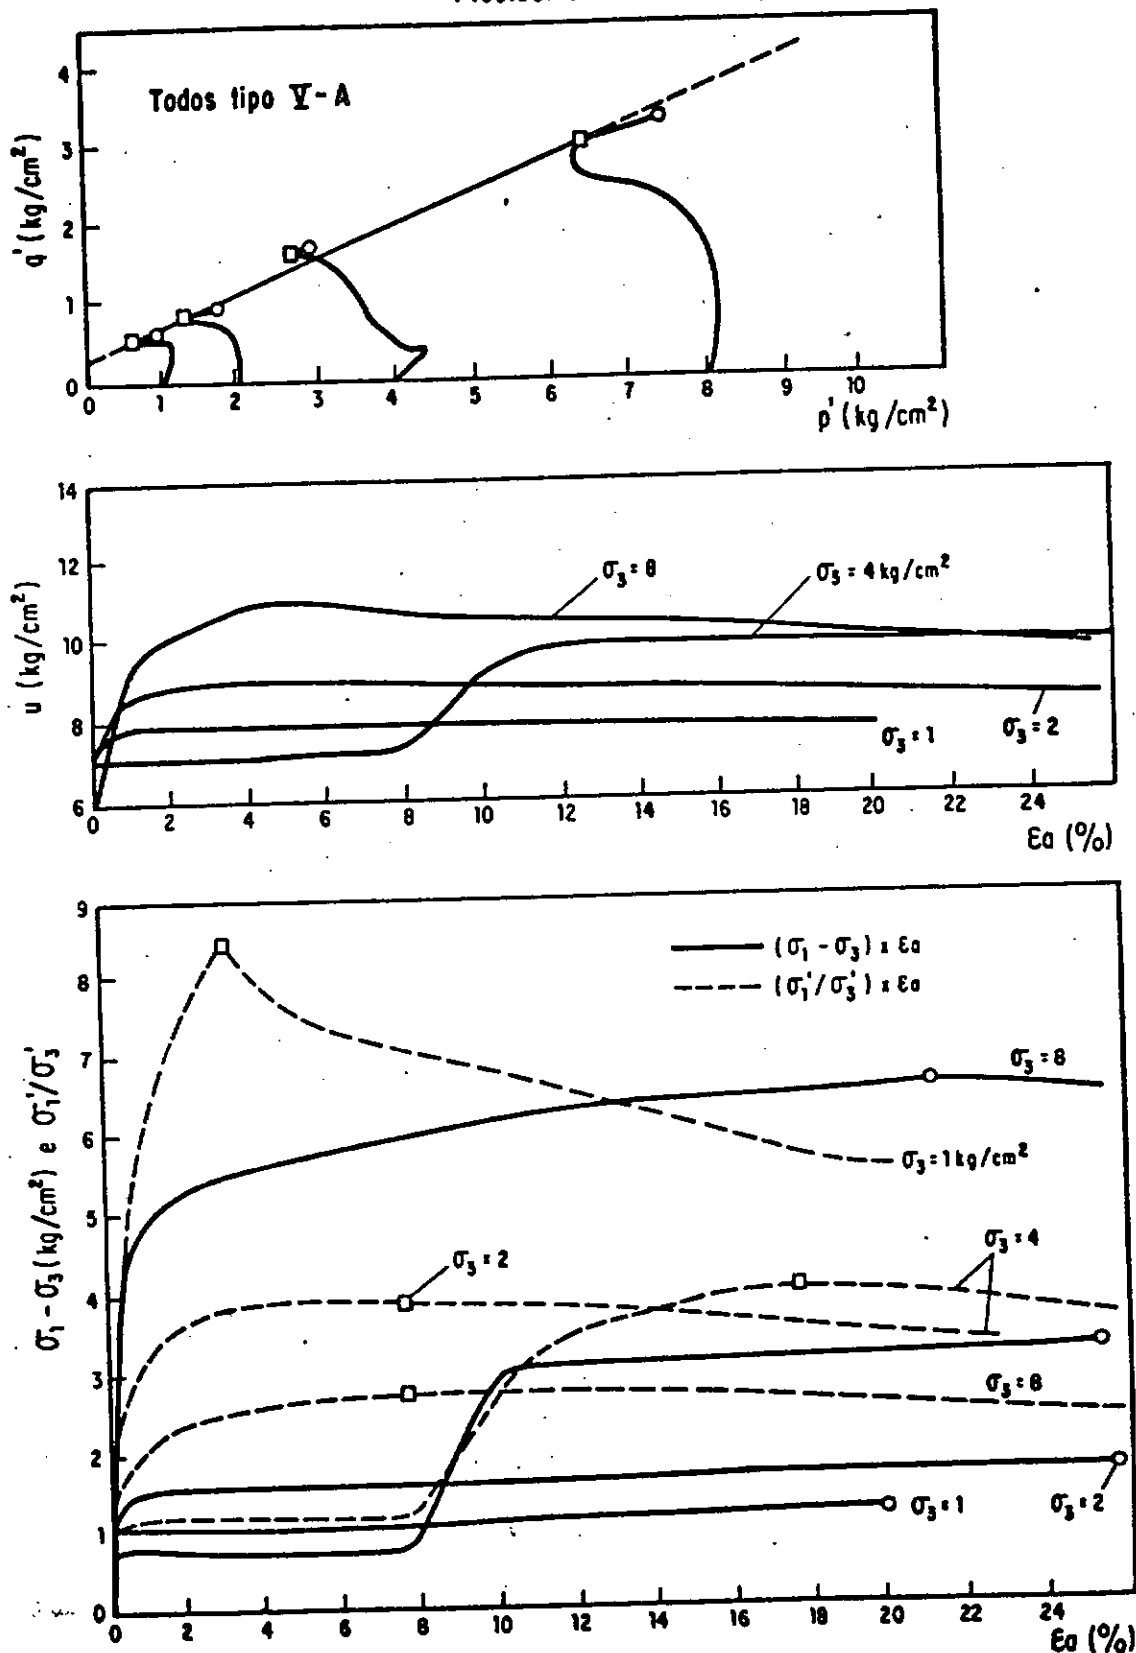 4
3
2
1
0
q' (kg/cm²)
Todos tipo V-A
0 1 2 3 4 5 6 7 8 9 10
p' (kg/cm²)
14
12
10
8
6
u (kg/cm²)
σ₃ = 8
σ₃ = 4 kg/cm²
σ₃ = 1
σ₃ = 2
0 2 4 6 8 10 12 14 16 18 20 22 24
εa (%)
9
8
7
6
5
4
3
2
1
0
σ₁ - σ₃ (kg/cm²) e σ₁'/σ₃'
(σ₁ - σ₃) x εa
(σ₁'/σ₃') x εa
σ₃ = 8
σ₃ = 1 kg/cm²
σ₃ = 4
σ₃ = 2
σ₃ = 8
σ₃ = 1
σ₃ = 2
0 2 4 6 8 10 12 14 16 18 20 22 24
εa (%)